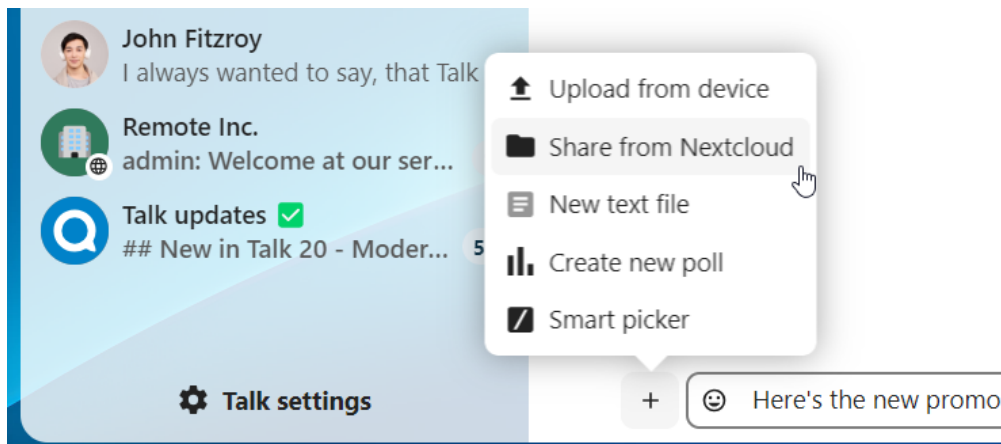 John Fitzroy
I always wanted to say, that Talk
Remote Inc.
admin: Welcome at our ser...
Talk updates ✅
## New in Talk 20 - Moder... 5
Talk settings
Upload from device
Share from Nextcloud
New text file
Create new poll
Smart picker
+
Here's the new promo